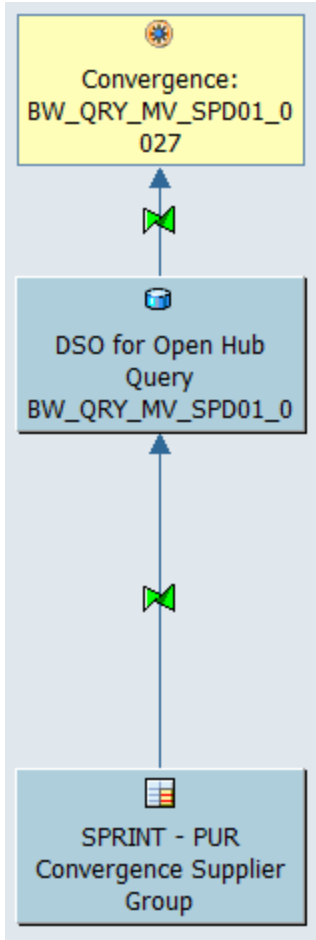 Convergence:
BW_QRY_MV_SPD01_0
027
DSO for Open Hub
Query
BW_QRY_MV_SPD01_0
SPRINT - PUR
Convergence Supplier
Group